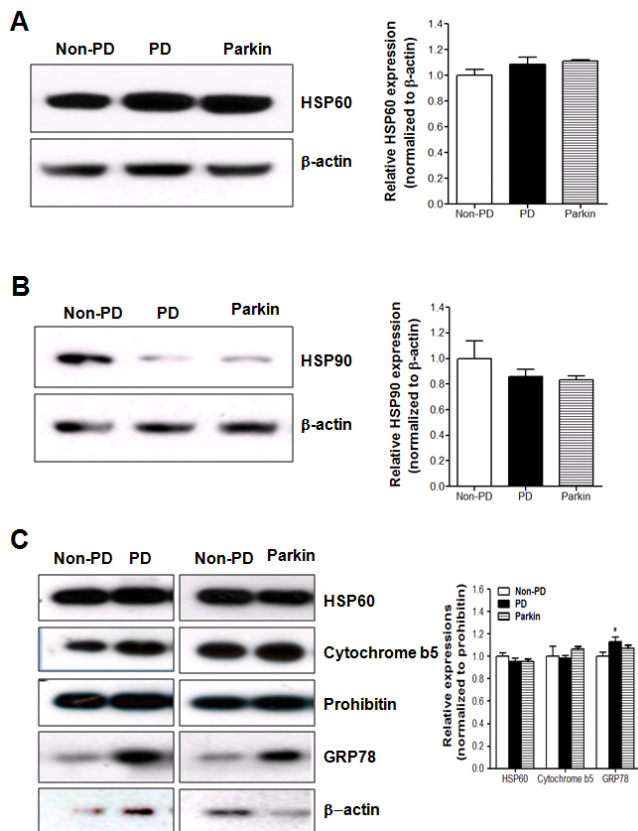 A
Non-PD PD Parkin
HSP60
β-actin
Relative HSP60 expression
(normalized to β-actin)
1.4
1.2
1.0
0.8
0.6
0.4
0.2
0.0
Non-PD PD Parkin
B
Non-PD PD Parkin
HSP90
β-actin
Relative HSP90 expression
(normalized to β-actin)
1.4
1.2
1.0
0.8
0.6
0.4
0.2
0.0
Non-PD PD Parkin
C
Non-PD PD Non-PD Parkin
HSP60
Cytochrome b5
Prohibitin
GRP78
β-actin
Relative expressions
(normalized to prohibitin)
1.6
1.4
1.2
1.0
0.8
0.6
0.4
0.2
0.0
Non-PD
PD
Parkin
*
HSP60 Cytochrome b5 GRP78